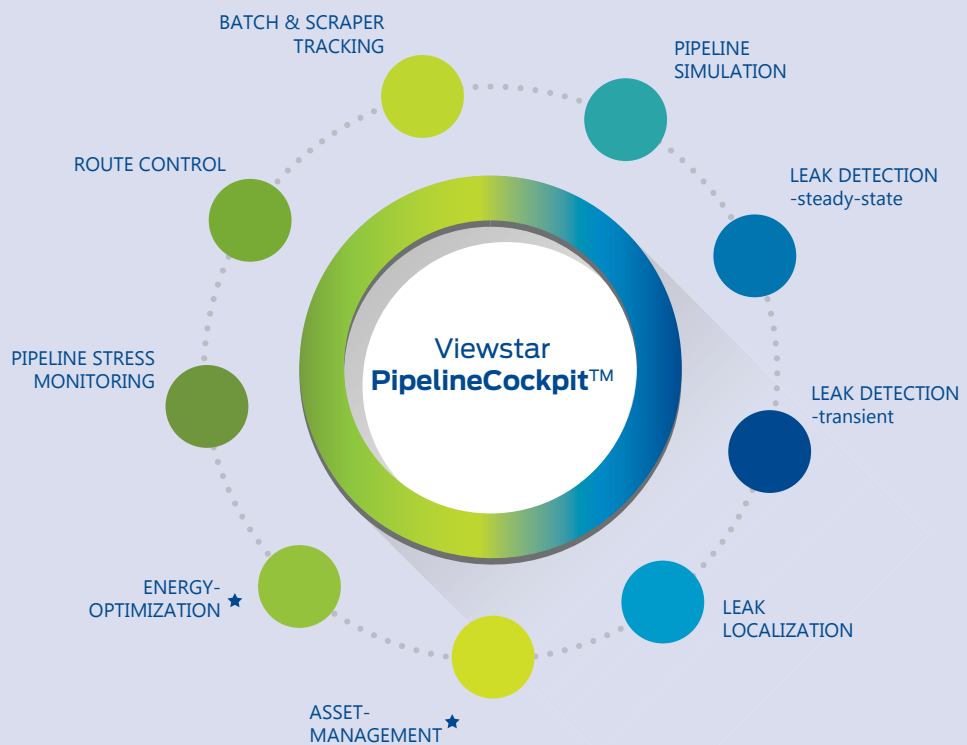 BATCH & SCRAPER
TRACKING
PIPELINE
SIMULATION
ROUTE CONTROL
LEAK DETECTION
-steady-state
Viewstar
PipelineCockpit™
PIPELINE STRESS
MONITORING
LEAK DETECTION
-transient
ENERGY-
OPTIMIZATION ★
LEAK
LOCALIZATION
ASSET-
MANAGEMENT ★